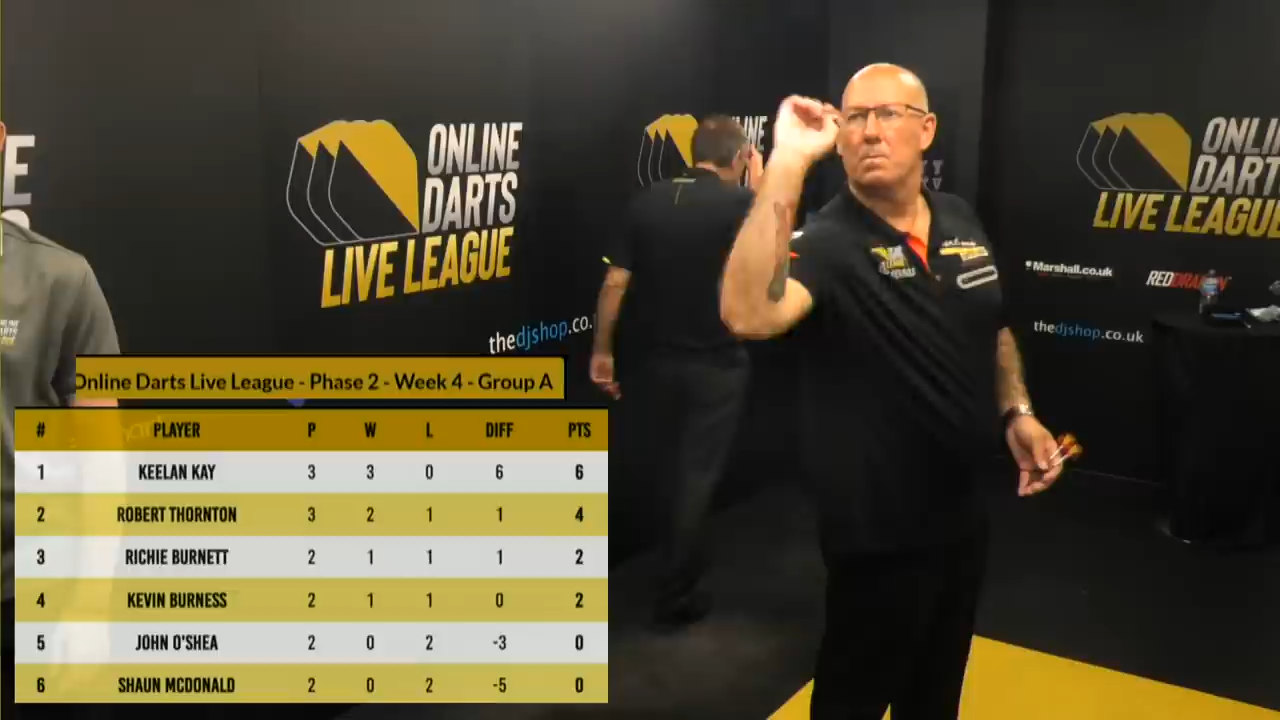 ONLINE
DARTS
LIVE LEAGUE
thedjshop.co.
LIVE LEAGUE
Marshall.co.uk
REDDRAGON
thedjshop.co.uk
Online Darts Live League - Phase 2 - Week 4 - Group A
# PLAYER P W L DIFF PTS
1 KEELAN KAY 3 3 0 6 6
2 ROBERT THORNTON 3 2 1 1 4
3 RICHIE BURNETT 2 1 1 1 2
4 KEVIN BURNESS 2 1 1 0 2
5 JOHN O'SHEA 2 0 2 -3 0
6 SHAUN MCDONALD 2 0 2 -5 0